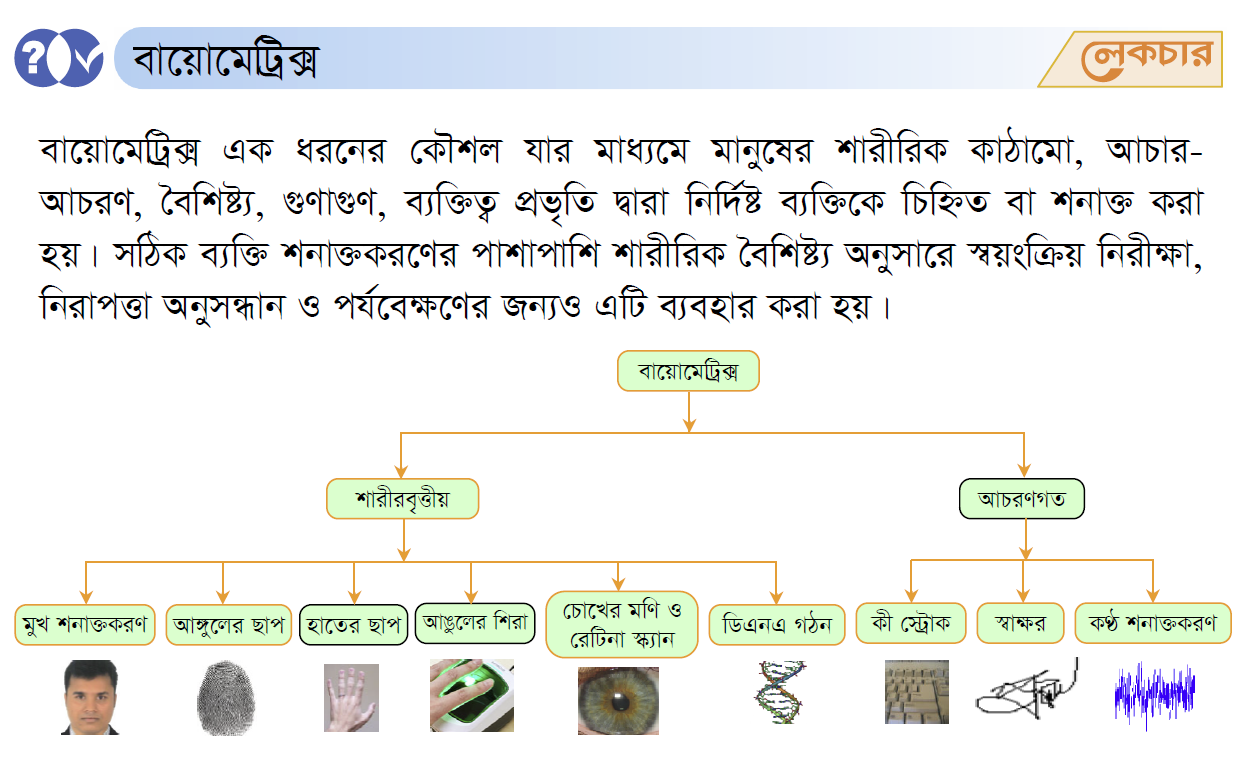 বায়োমেট্রিক্স
লেকচার
বায়োমেট্রিক্স এক ধরনের কৌশল যার মাধ্যমে মানুষের শারীরিক কাঠামো, আচার-
আচরণ, বৈশিষ্ট্য, গুণাগুণ, ব্যক্তিত্ব প্রভৃতি দ্বারা নির্দিষ্ট ব্যক্তিকে চিহ্নিত বা শনাক্ত করা
হয়। সঠিক ব্যক্তি শনাক্তকরণের পাশাপাশি শারীরিক বৈশিষ্ট্য অনুসারে স্বয়ংক্রিয় নিরীক্ষা,
নিরাপত্তা অনুসন্ধান ও পর্যবেক্ষণের জন্যও এটি ব্যবহার করা হয়।
বায়োমেট্রিক্স
শারীরবৃত্তীয়
আচরণগত
মুখ শনাক্তকরণ
আঙ্গুলের ছাপ
হাতের ছাপ
আঙুলের শিরা
চোখের মণি ও
রেটিনা স্ক্যান
ডিএনএ গঠন
কী স্ট্রোক
স্বাক্ষর
কণ্ঠ শনাক্তকরণ